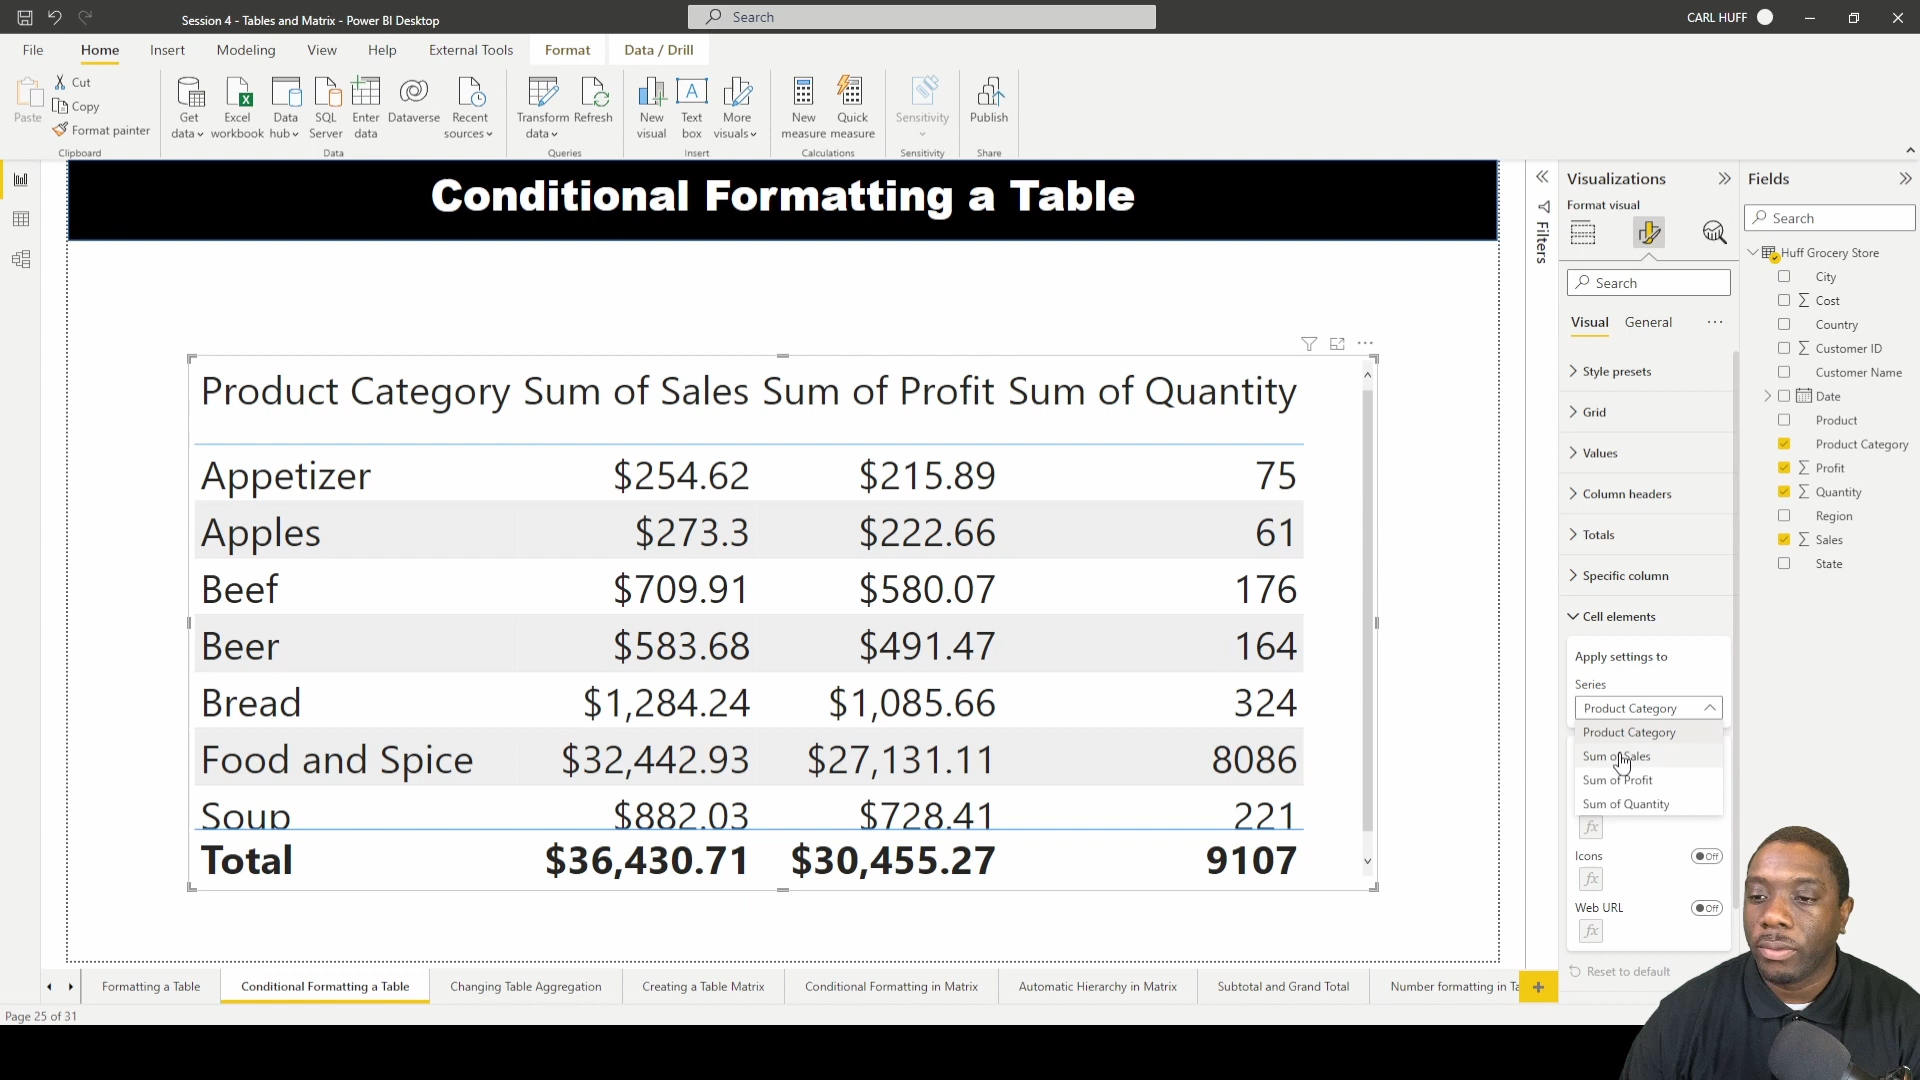 Session 4 - Tables and Matrix - Power BI Desktop
Search
CARL HUFF
File Home Insert Modeling View Help External Tools Format Data / Drill
Paste
Cut
Copy
Format painter
Clipboard
Get data
Excel workbook
Data hub
SQL Server
Enter data
Dataverse
Recent sources
Data
Transform data
Refresh
Queries
New visual
Text box
More visuals
Insert
New measure
Quick measure
Calculations
Sensitivity
Sensitivity
Publish
Share
Conditional Formatting a Table
Product Category Sum of Sales Sum of Profit Sum of Quantity
Appetizer $254.62 $215.89 75
Apples $273.3 $222.66 61
Beef $709.91 $580.07 176
Beer $583.68 $491.47 164
Bread $1,284.24 $1,085.66 324
Food and Spice $32,442.93 $27,131.11 8086
Soup $882.03 $728.41 221
Total $36,430.71 $30,455.27 9107
Filters
Visualizations
Format visual
Search
Visual General
Style presets
Grid
Values
Column headers
Totals
Specific column
Cell elements
Apply settings to
Series
Product Category
Product Category
Sum of Sales
Sum of Profit
Sum of Quantity
fx
Icons Off
fx
Web URL Off
fx
Reset to default
Fields
Search
Huff Grocery Store
City
Cost
Country
Customer ID
Customer Name
Date
Product
Product Category
Profit
Quantity
Region
Sales
State
Formatting a Table Conditional Formatting a Table Changing Table Aggregation Creating a Table Matrix Conditional Formatting in Matrix Automatic Hierarchy in Matrix Subtotal and Grand Total Number formatting in Ta
Page 25 of 31